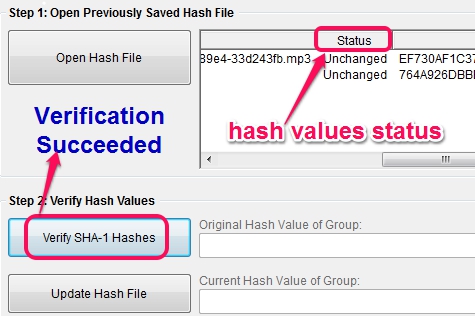 Step 1: Open Previously Saved Hash File
Open Hash File
Status
89e4-33d243fb.mp3 Unchanged EF730AF1C37
Unchanged 764A926DBBI
Verification
Succeeded
hash values status
Step 2: Verify Hash Values
Verify SHA-1 Hashes
Original Hash Value of Group:
Update Hash File
Current Hash Value of Group: